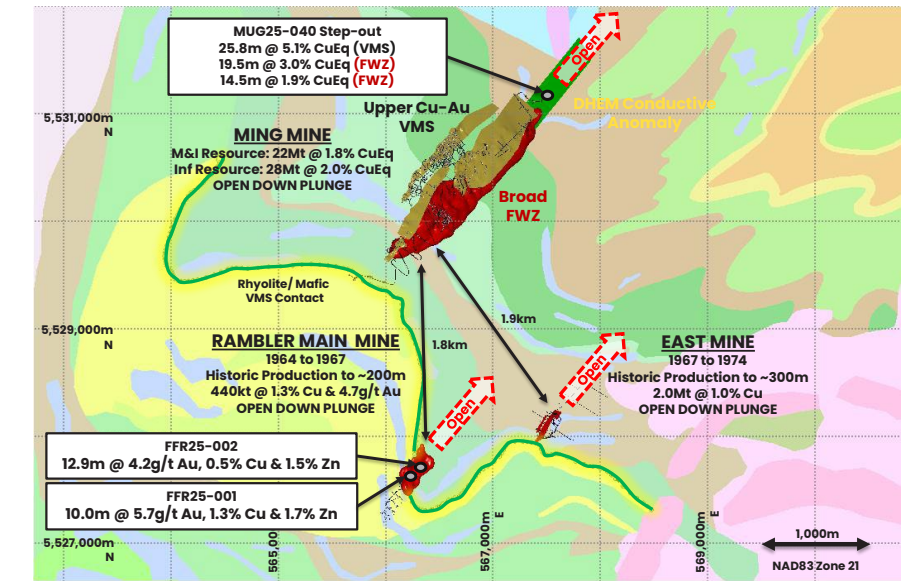 MUG25-040 Step-out
25.8m @ 5.1% CuEq (VMS)
19.5m @ 3.0% CuEq (FWZ)
14.5m @ 1.9% CuEq (FWZ)
Open
Upper Cu-Au
VMS
DHEM Conductive
Anomaly
5,531,000m
N
MING MINE
M&I Resource: 22Mt @ 1.8% CuEq
Inf Resource: 28Mt @ 2.0% CuEq
OPEN DOWN PLUNGE
Broad
FWZ
Rhyolite/ Mafic
VMS Contact
5,529,000m
N
1.8km
1.9km
RAMBLER MAIN MINE
1964 to 1967
Historic Production to ~200m
440kt @ 1.3% Cu & 4.7g/t Au
OPEN DOWN PLUNGE
Open
Open
EAST MINE
1967 to 1974
Historic Production to ~300m
2.0Mt @ 1.0% Cu
OPEN DOWN PLUNGE
FFR25-002
12.9m @ 4.2g/t Au, 0.5% Cu & 1.5% Zn
FFR25-001
10.0m @ 5.7g/t Au, 1.3% Cu & 1.7% Zn
5,527,000m
N
565,00
567,000m
E
569,000m
E
1,000m
NAD83 Zone 21